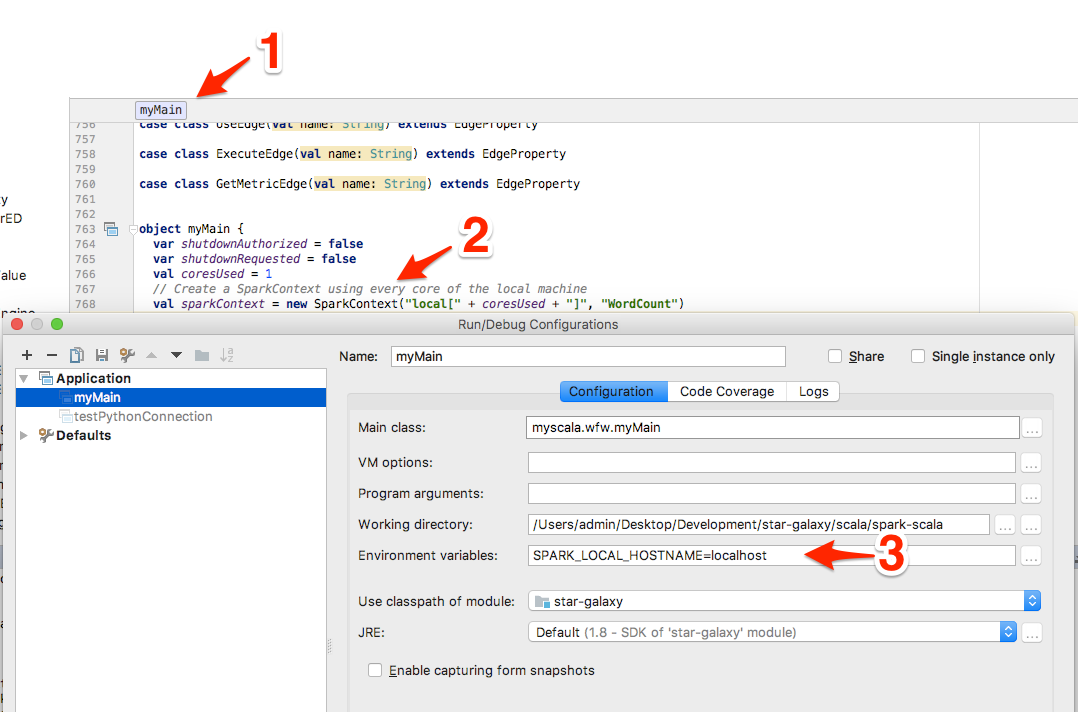 1
myMain
756 case class UseEdge(val name: String) extends EdgeProperty
757
758 case class ExecuteEdge(val name: String) extends EdgeProperty
759
760 case class GetMetricEdge(val name: String) extends EdgeProperty
761
762
763 object myMain {
764 var shutdownAuthorized = false
2
765 var shutdownRequested = false
766 val coresUsed = 1
767 // Create a SparkContext using every core of the local machine
768 val sparkContext = new SparkContext("local[" + coresUsed + "]", "WordCount")
rED
alue
ngine
Run/Debug Configurations
Name: myMain
Share
Single instance only
Application
myMain
testPythonConnection
Defaults
Configuration
Code Coverage
Logs
Main class: myscala.wfw.myMain ...
VM options: ...
Program arguments: ...
Working directory: /Users/admin/Desktop/Development/star-galaxy/scala/spark-scala ... ...
Environment variables: SPARK_LOCAL_HOSTNAME=localhost ...
3
Use classpath of module: star-galaxy
JRE: Default (1.8 - SDK of 'star-galaxy' module) ...
Enable capturing form snapshots